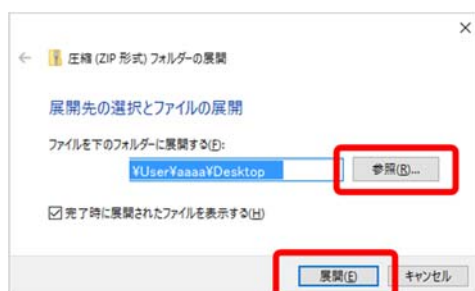 圧縮 (ZIP 形式) フォルダーの展開
展開先の選択とファイルの展開
ファイルを下のフォルダーに展開する(F):
¥User¥aaaa¥Desktop
参照(R)...
完了時に展開されたファイルを表示する(H)
展開(E)
キャンセル